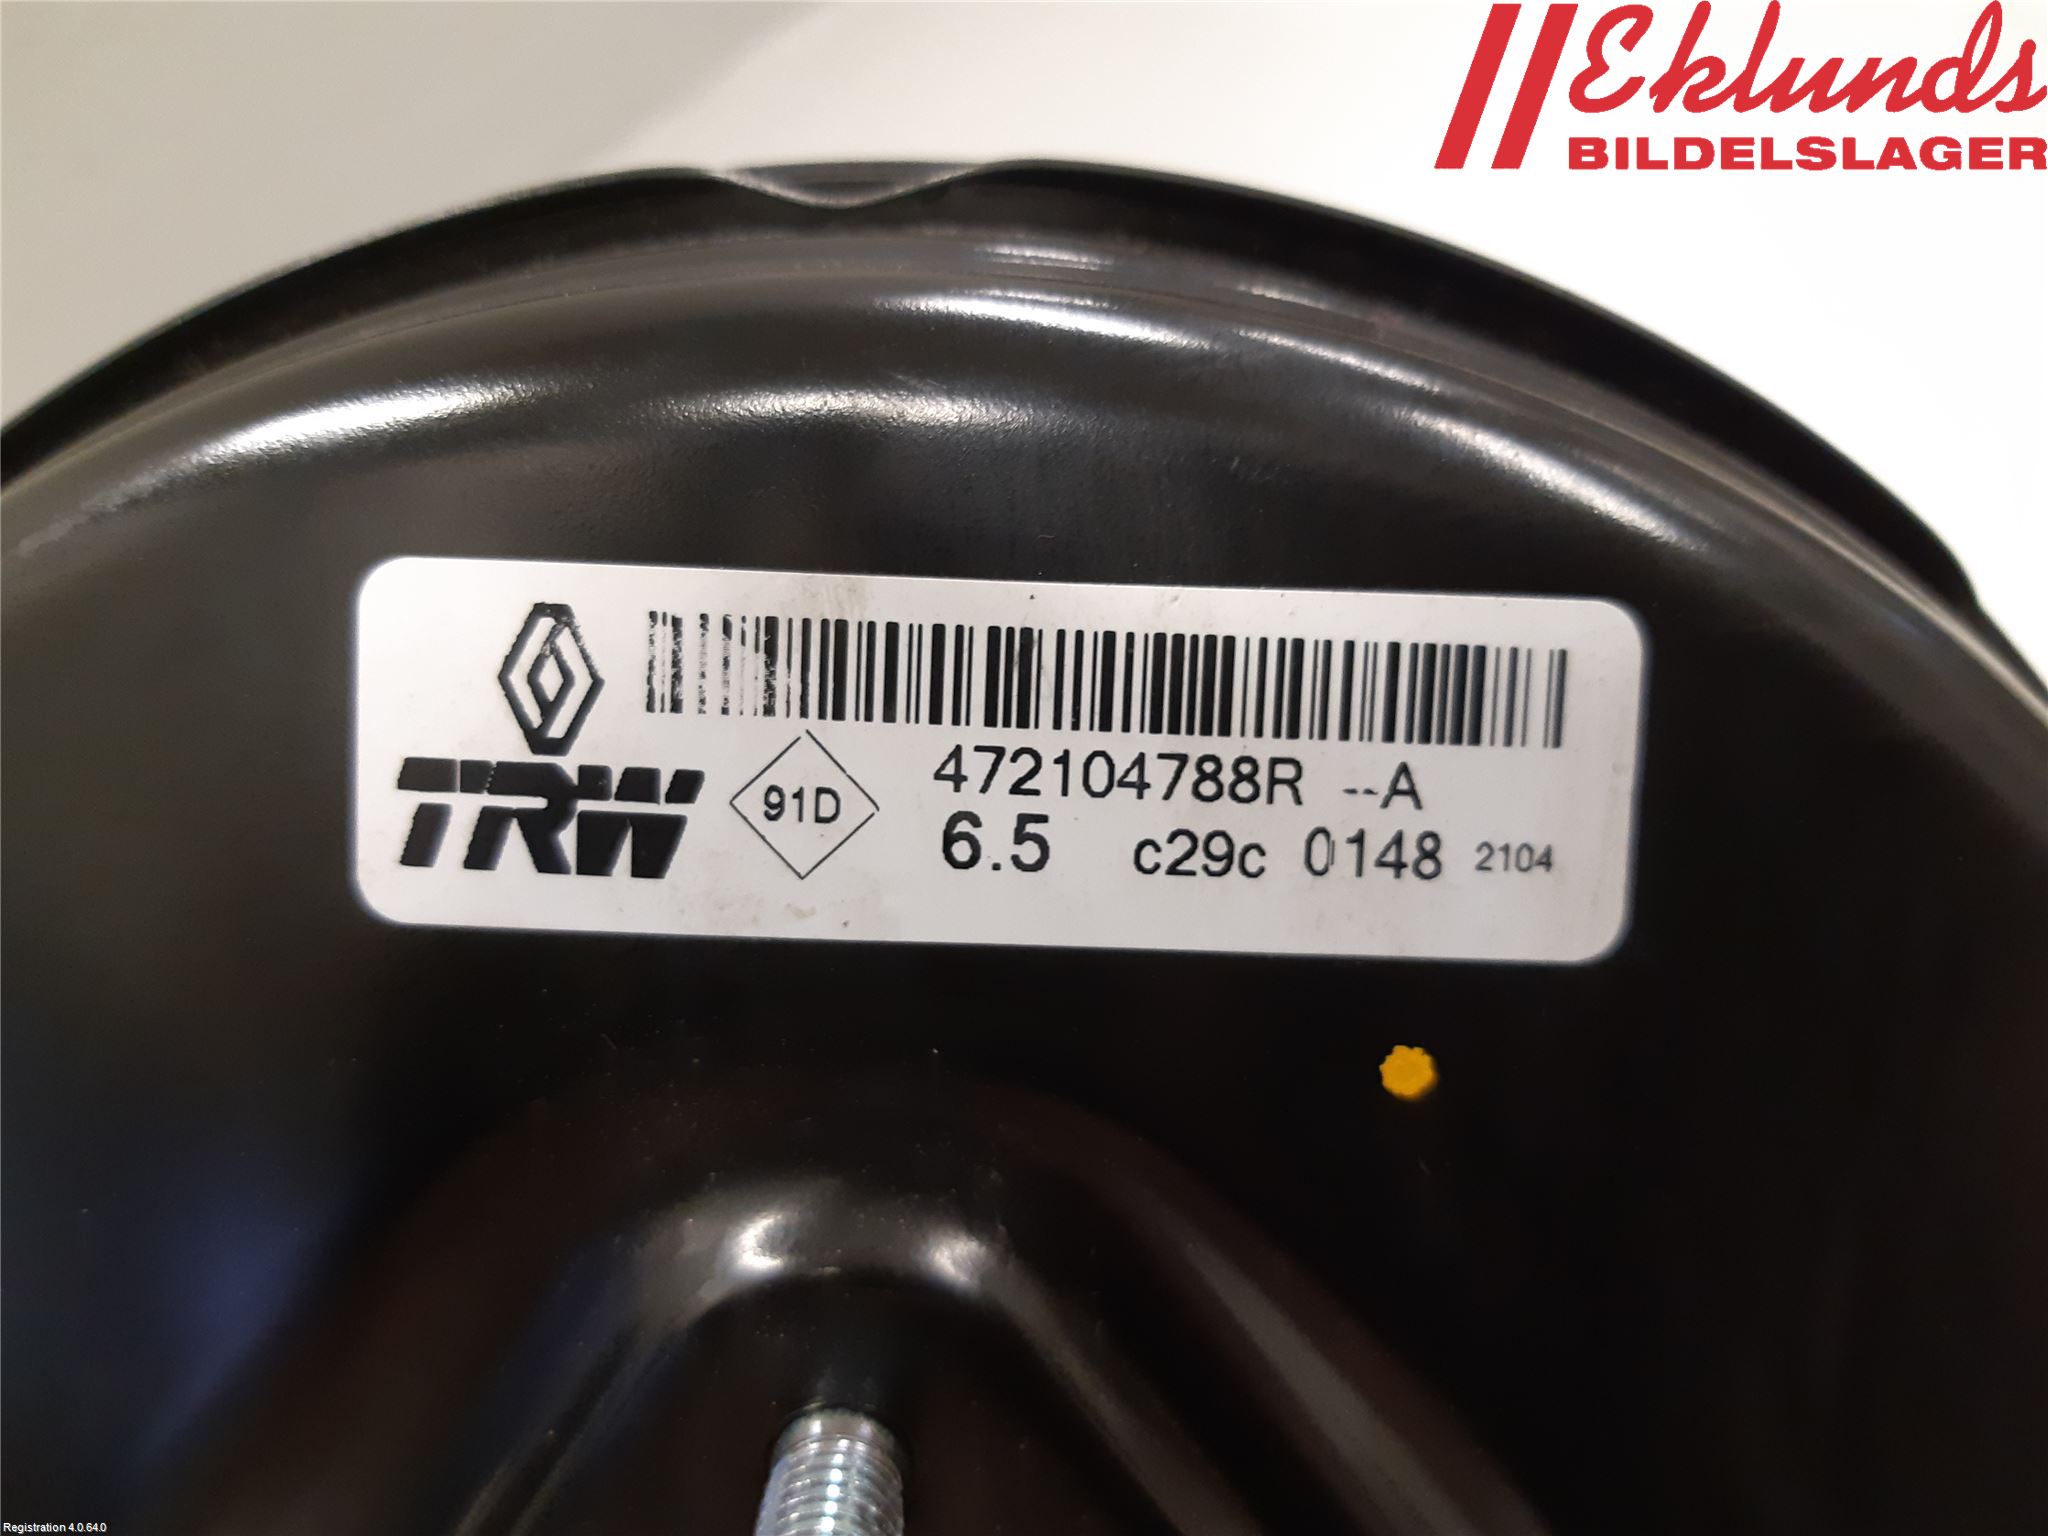 Eklunds
BILDELSLAGER
TRW
91D
472104788R --A
6.5 c29c 0148 2104
Registration 4.0.64.0